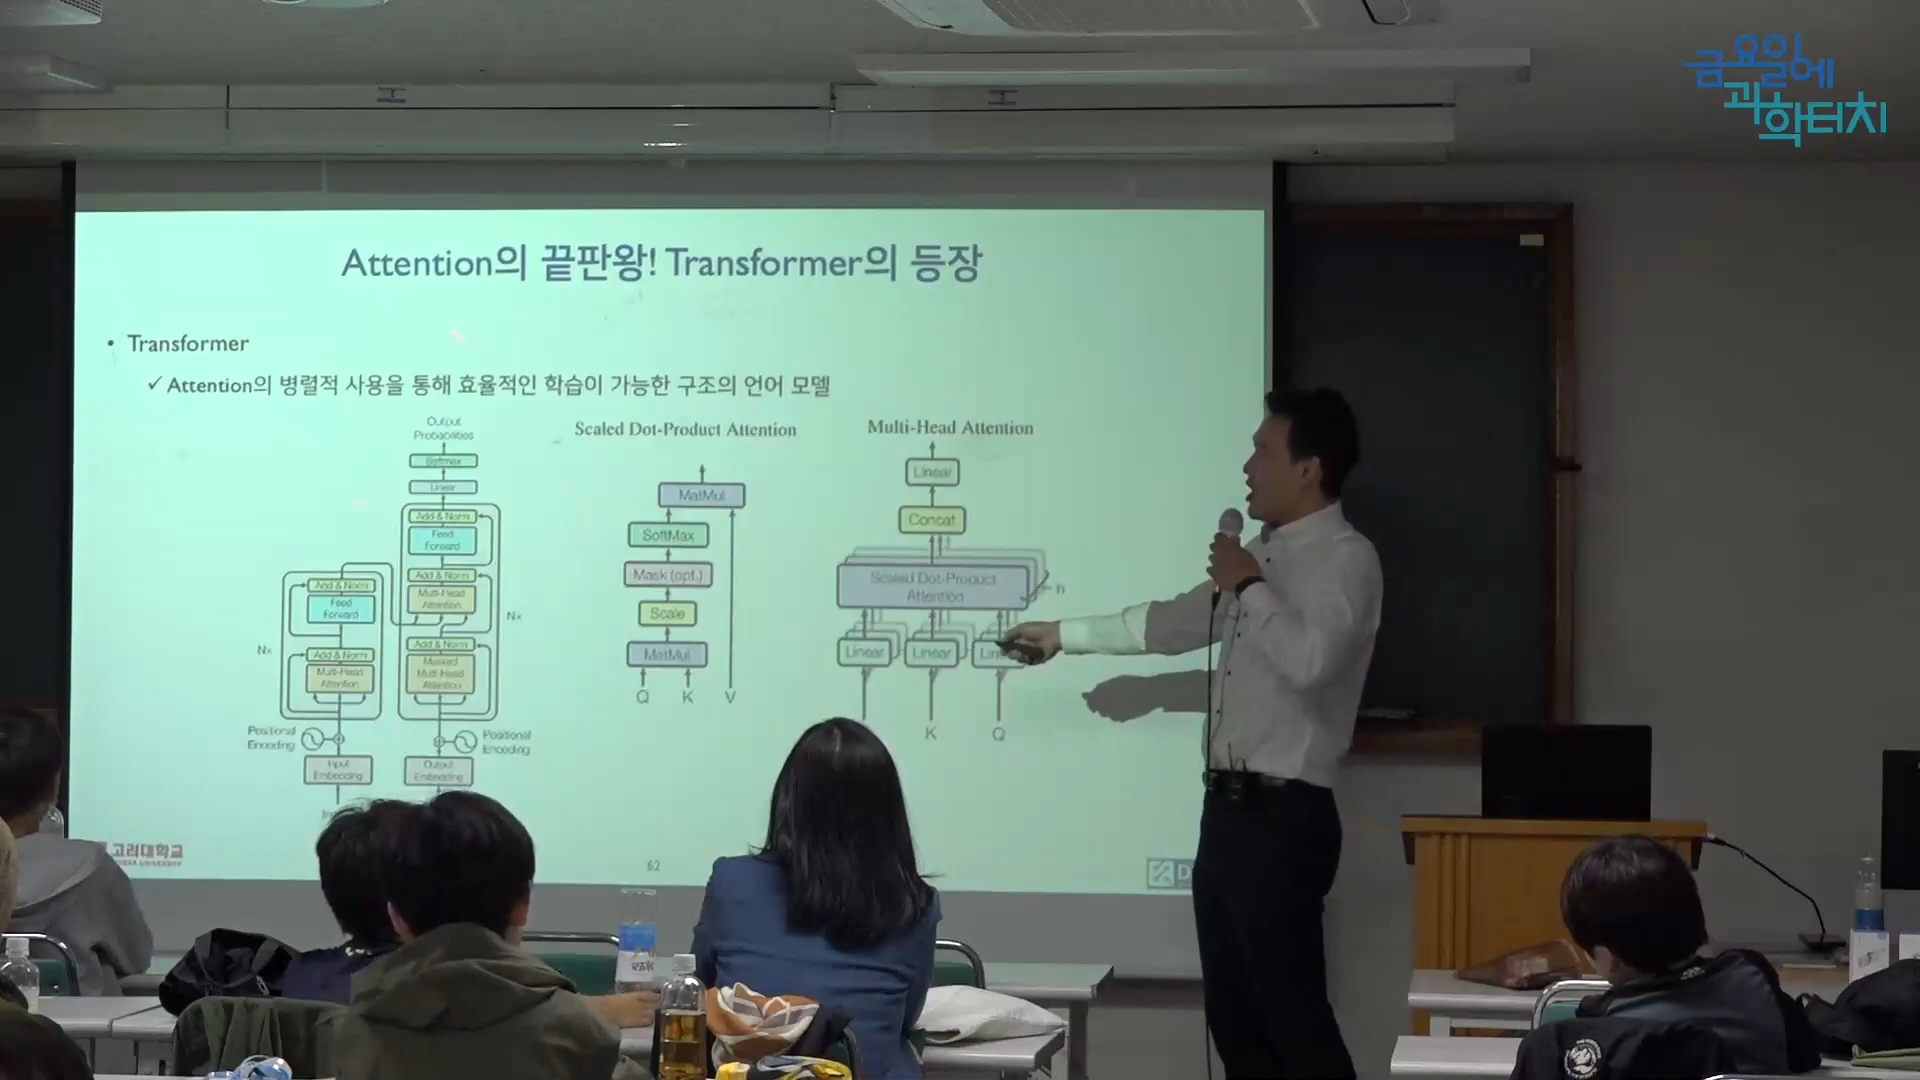 금요일에
과학터치
Attention의 끝판왕! Transformer의 등장
• Transformer
✓ Attention의 병렬적 사용을 통해 효율적인 학습이 가능한 구조의 언어 모델
Output
Probabilities
Softmax
Linear
Add & Norm
Feed
Forward
Add & Norm
Multi-Head
Attention
Nx
Add & Norm
Masked
Multi-Head
Attention
Add & Norm
Feed
Forward
Nx
Add & Norm
Multi-Head
Attention
Positional
Encoding
Positional
Encoding
Input
Embedding
Output
Embedding
Scaled Dot-Product Attention
MatMul
SoftMax
Mask (opt.)
Scale
MatMul
Q K V
Multi-Head Attention
Linear
Concat
Scaled Dot-Product
Attention
h
Linear Linear
K Q
고려대학교
KOREA UNIVERSITY
62